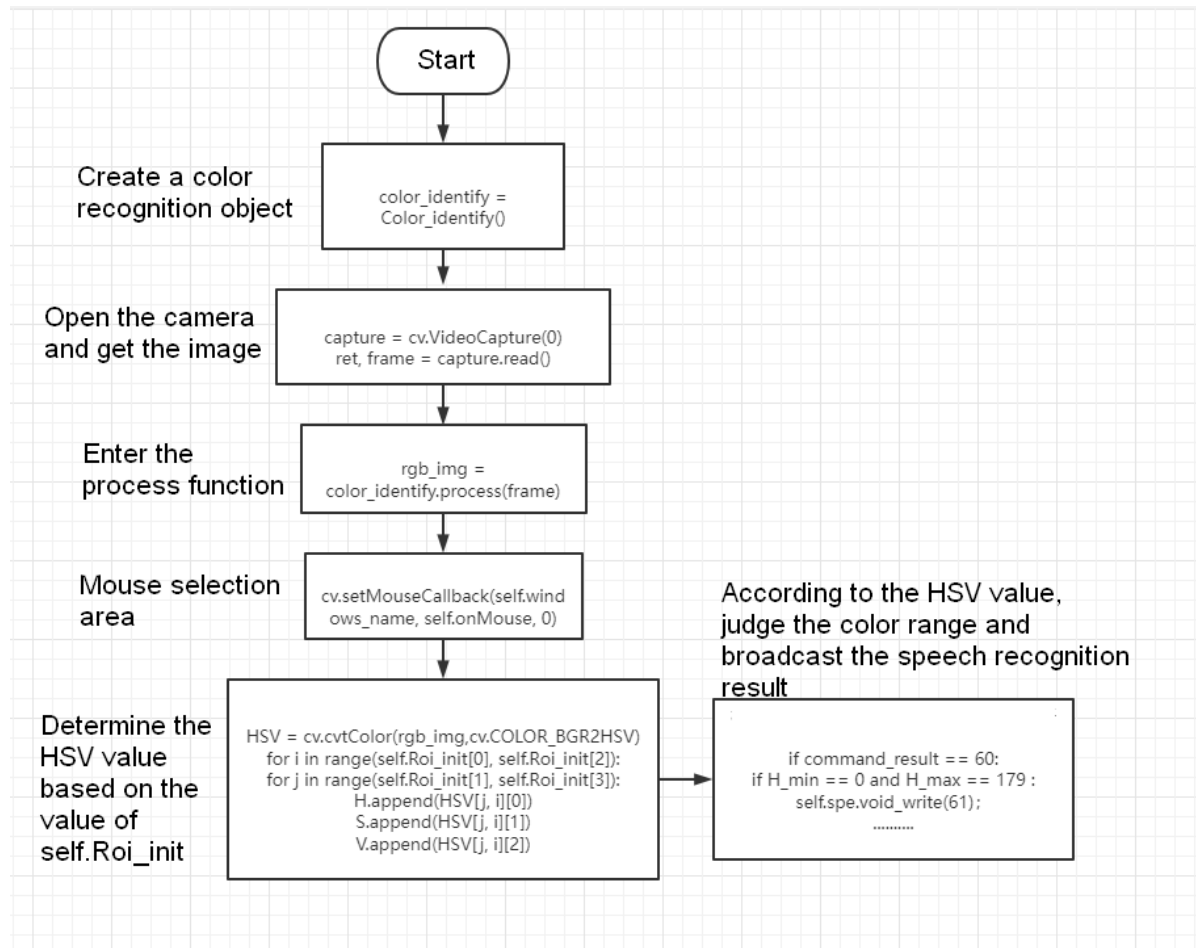 Start
Create a color
recognition object
color_identify =
Color_identify()
Open the camera
and get the image
capture = cv.VideoCapture(0)
ret, frame = capture.read()
Enter the
process function
rgb_img =
color_identify.process(frame)
Mouse selection
area
cv.setMouseCallback(self.wind
ows_name, self.onMouse, 0)
Determine the
HSV value
based on the
value of
self.Roi_init
HSV = cv.cvtColor(rgb_img,cv.COLOR_BGR2HSV)
for i in range(self.Roi_init[0], self.Roi_init[2]):
for j in range(self.Roi_init[1], self.Roi_init[3]):
H.append(HSV[j, i][0])
S.append(HSV[j, i][1])
V.append(HSV[j, i][2])
According to the HSV value,
judge the color range and
broadcast the speech recognition
result
if command_result == 60:
if H_min == 0 and H_max == 179 :
self.spe.void_write(61);
..........